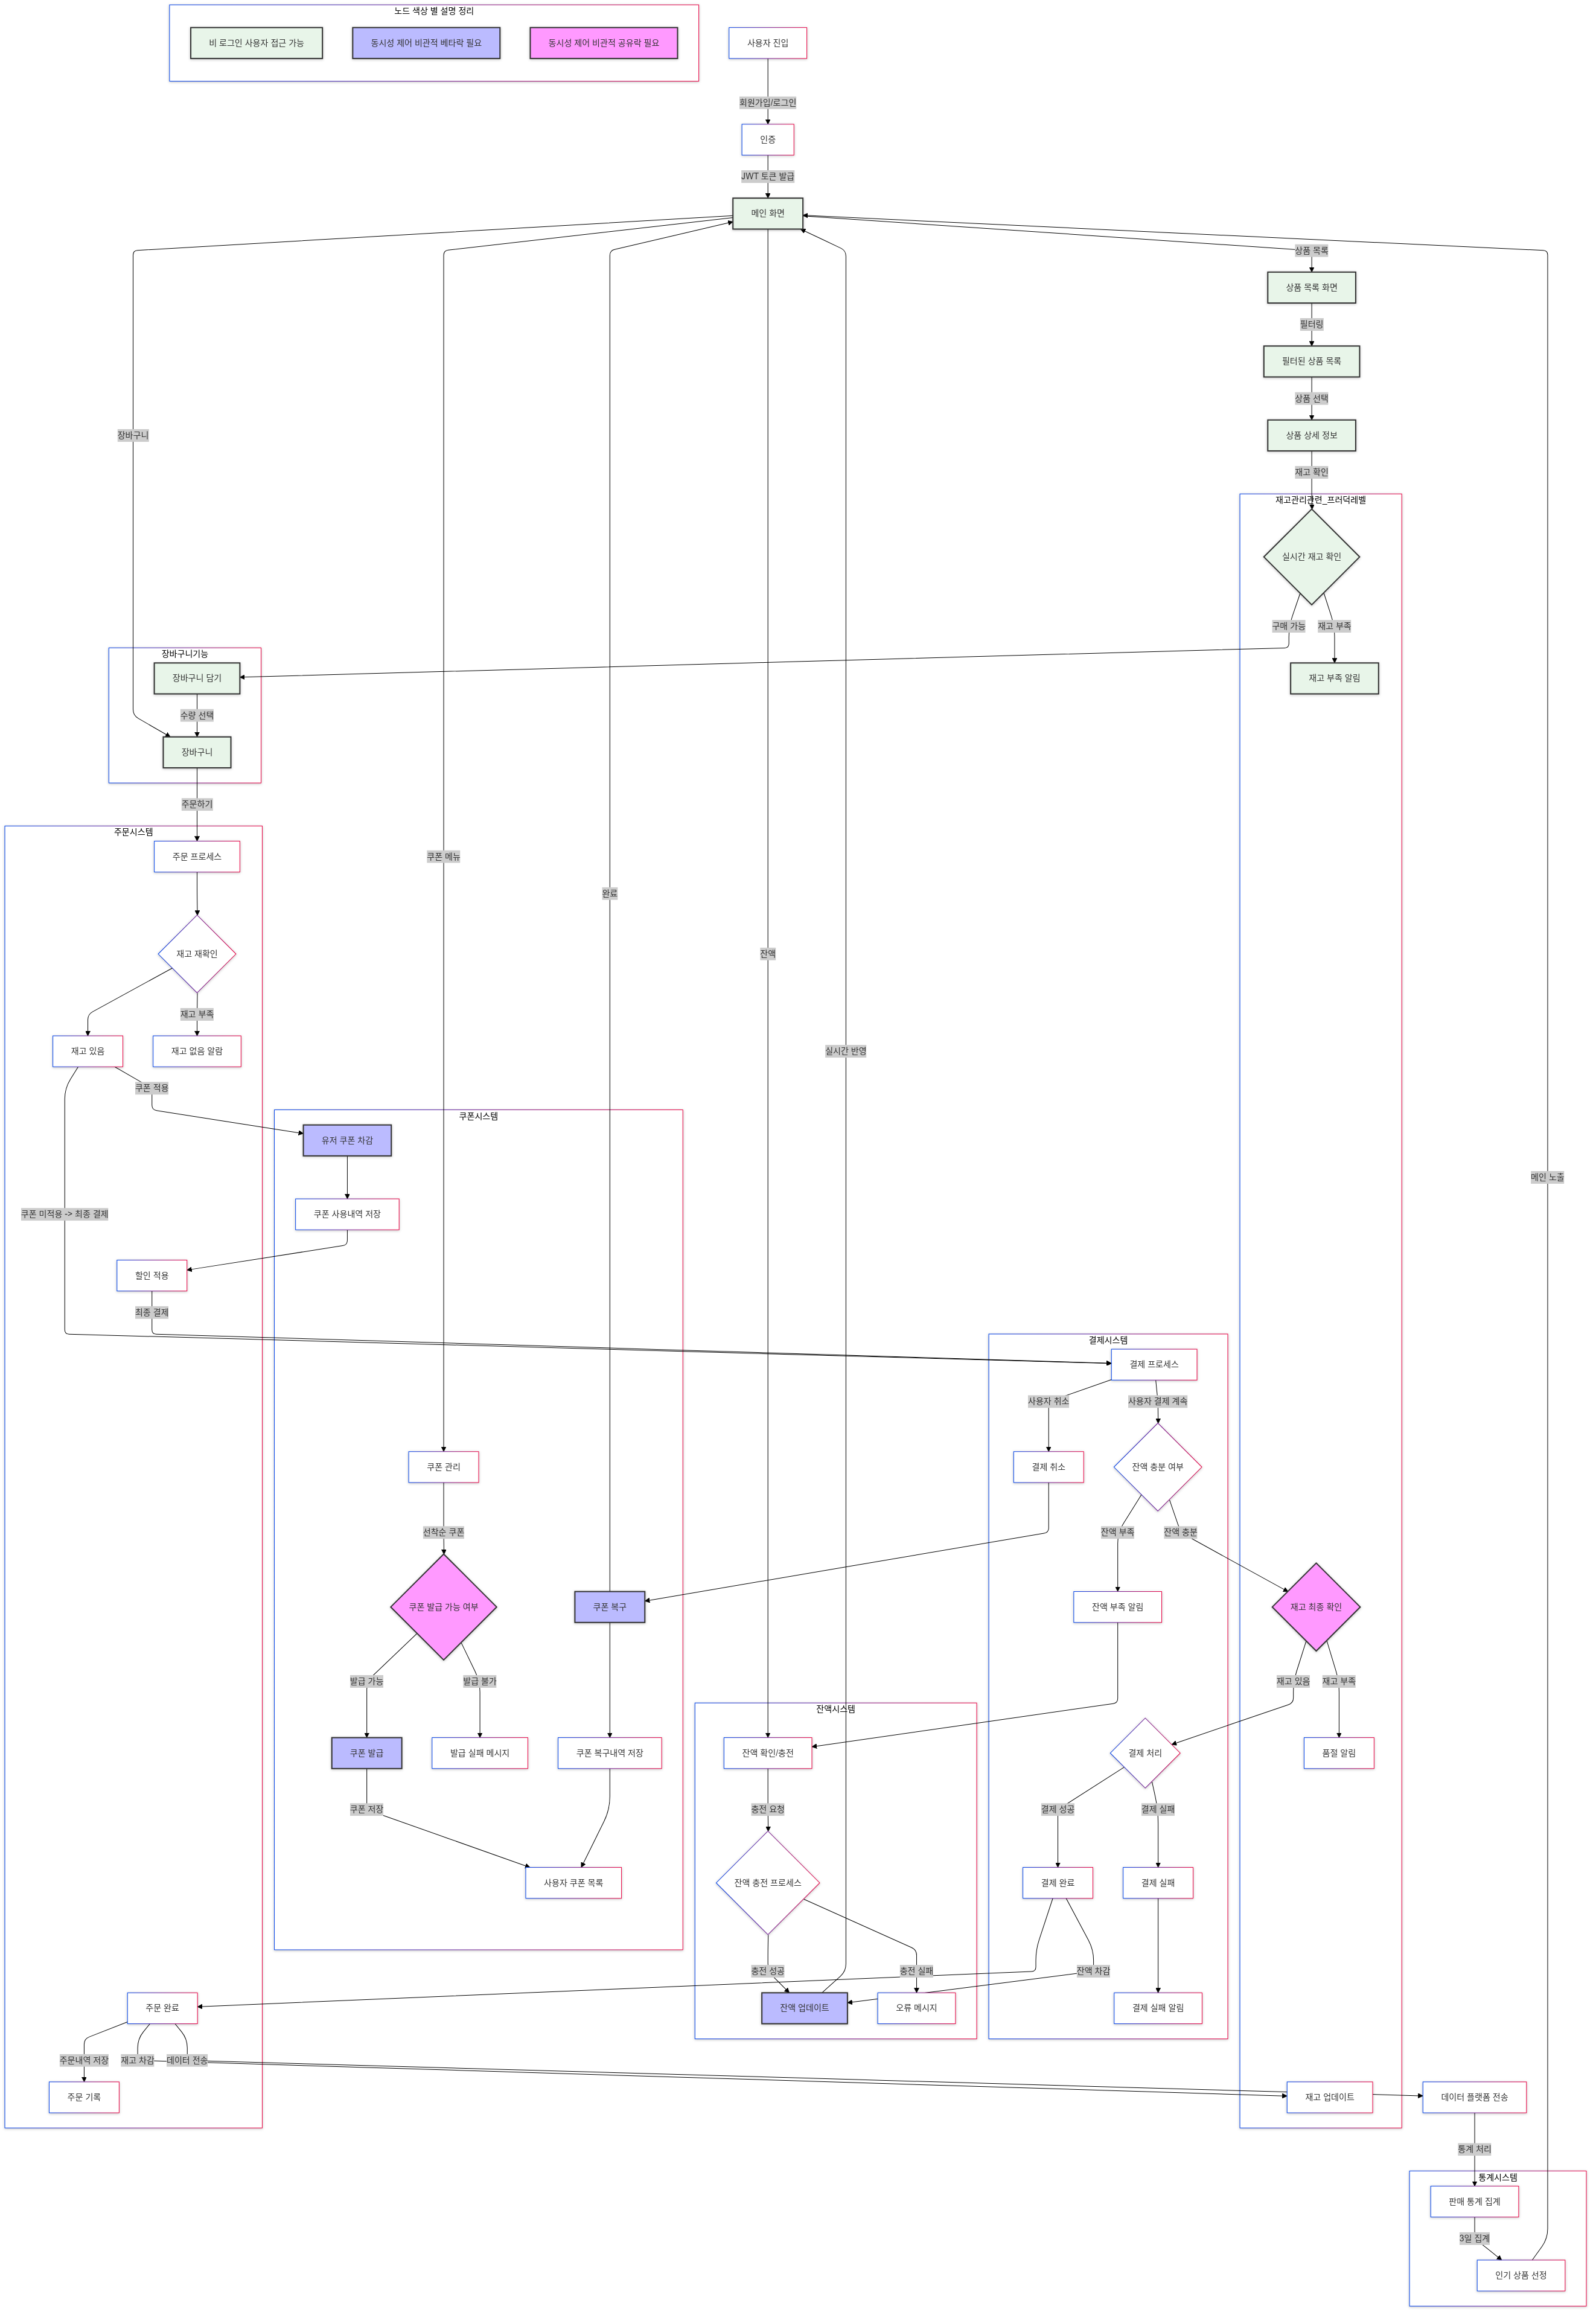 노드 색상 별 설명 정리
비 로그인 사용자 접근 가능
동시성 제어 비관적 베타락 필요
동시성 제어 비관적 공유락 필요
사용자 진입
회원가입/로그인
인증
JWT 토큰 발급
메인 화면
상품 목록
상품 목록 화면
필터링
필터된 상품 목록
상품 선택
상품 상세 정보
장바구니
재고 확인
재고관리관련_프러덕레벨
실시간 재고 확인
구매 가능
재고 부족
장바구니기능
장바구니 담기
재고 부족 알림
수량 선택
장바구니
주문하기
주문시스템
주문 프로세스
쿠폰 메뉴
완료
재고 재확인
잔액
재고 부족
재고 있음
재고 없음 알람
실시간 반영
쿠폰 적용
쿠폰시스템
유저 쿠폰 차감
메인 노출
쿠폰 미적용 -> 최종 결제
쿠폰 사용내역 저장
할인 적용
최종 결제
결제시스템
결제 프로세스
사용자 취소
사용자 결제 계속
쿠폰 관리
결제 취소
잔액 충분 여부
선착순 쿠폰
잔액 부족
잔액 충분
쿠폰 발급 가능 여부
쿠폰 복구
잔액 부족 알림
재고 최종 확인
발급 가능
발급 불가
재고 있음
재고 부족
잔액시스템
쿠폰 발급
발급 실패 메시지
쿠폰 복구내역 저장
잔액 확인/충전
결제 처리
품절 알림
쿠폰 저장
충전 요청
결제 성공
결제 실패
사용자 쿠폰 목록
잔액 충전 프로세스
결제 완료
결제 실패
충전 성공
충전 실패
잔액 차감
주문 완료
잔액 업데이트
오류 메시지
결제 실패 알림
주문내역 저장
재고 차감
데이터 전송
주문 기록
재고 업데이트
데이터 플랫폼 전송
통계 처리
통계시스템
판매 통계 집계
3일 집계
인기 상품 선정